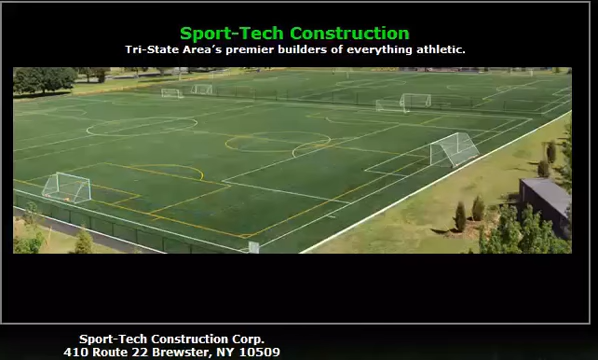 Sport-Tech Construction
Tri-State Area's premier builders of everything athletic.
Sport-Tech Construction Corp.
410 Route 22 Brewster, NY 10509